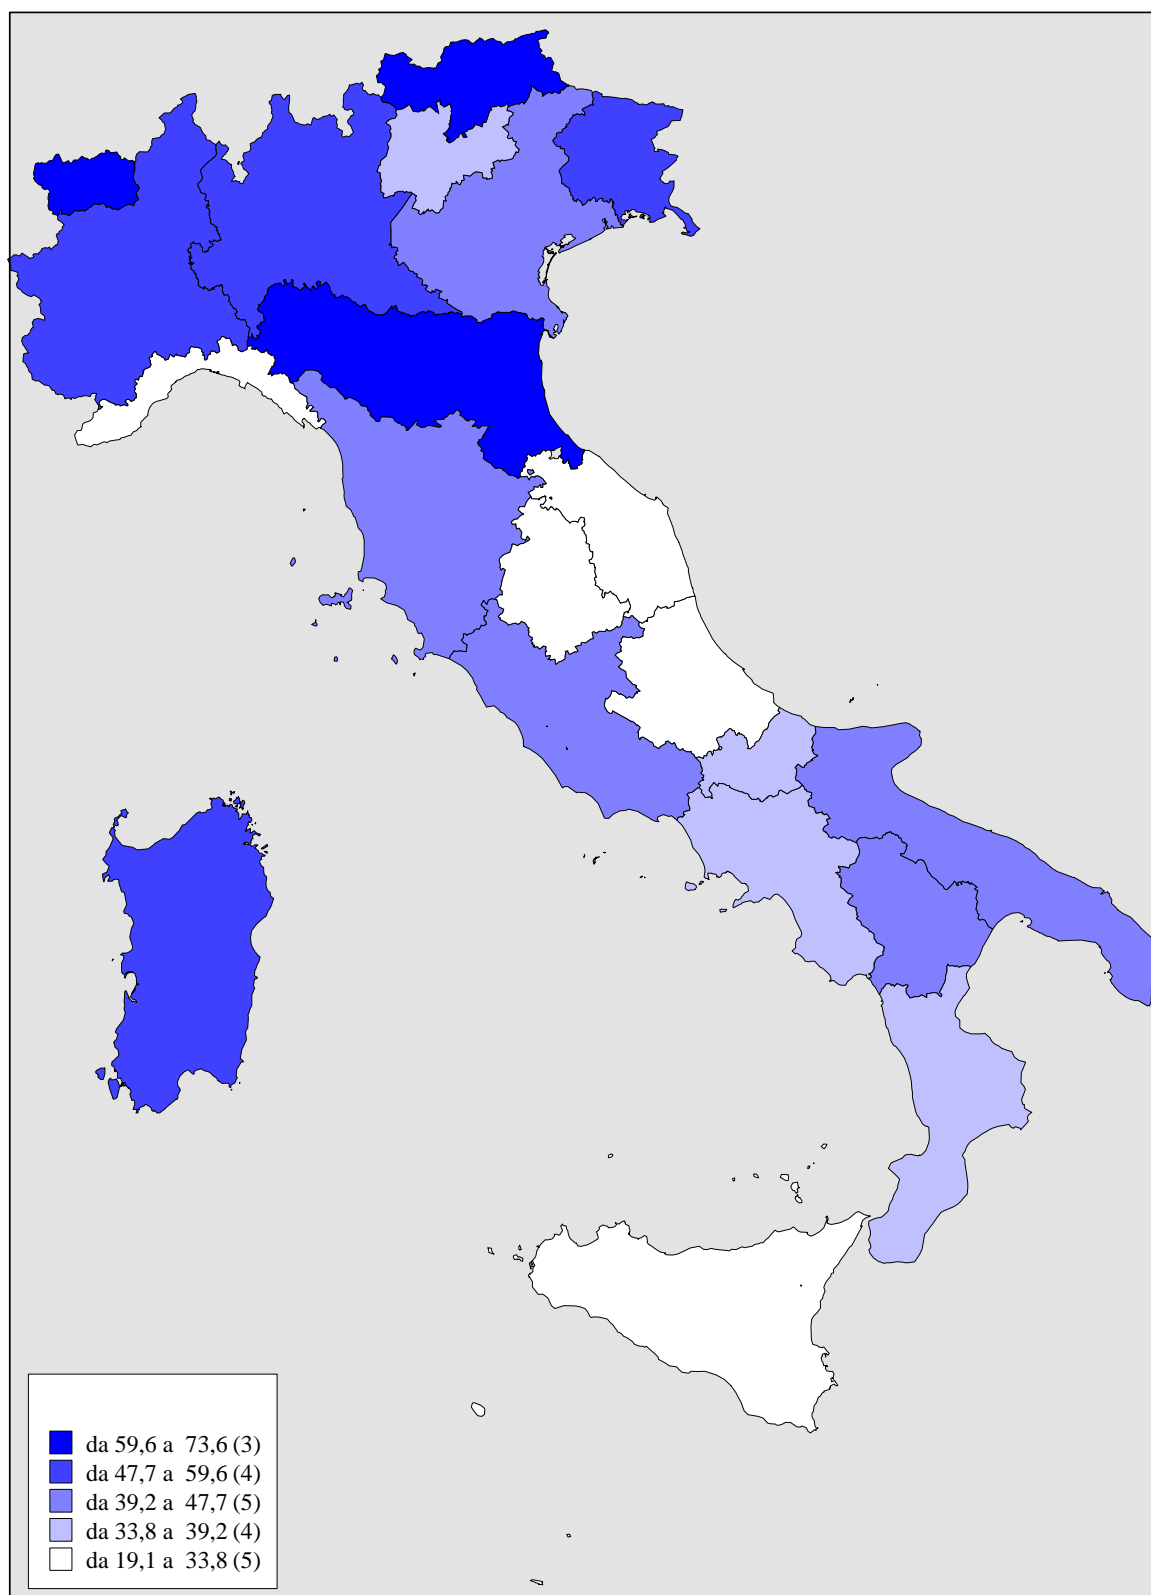 da 59,6 a 73,6 (3)
da 47,7 a 59,6 (4)
da 39,2 a 47,7 (5)
da 33,8 a 39,2 (4)
da 19,1 a 33,8 (5)